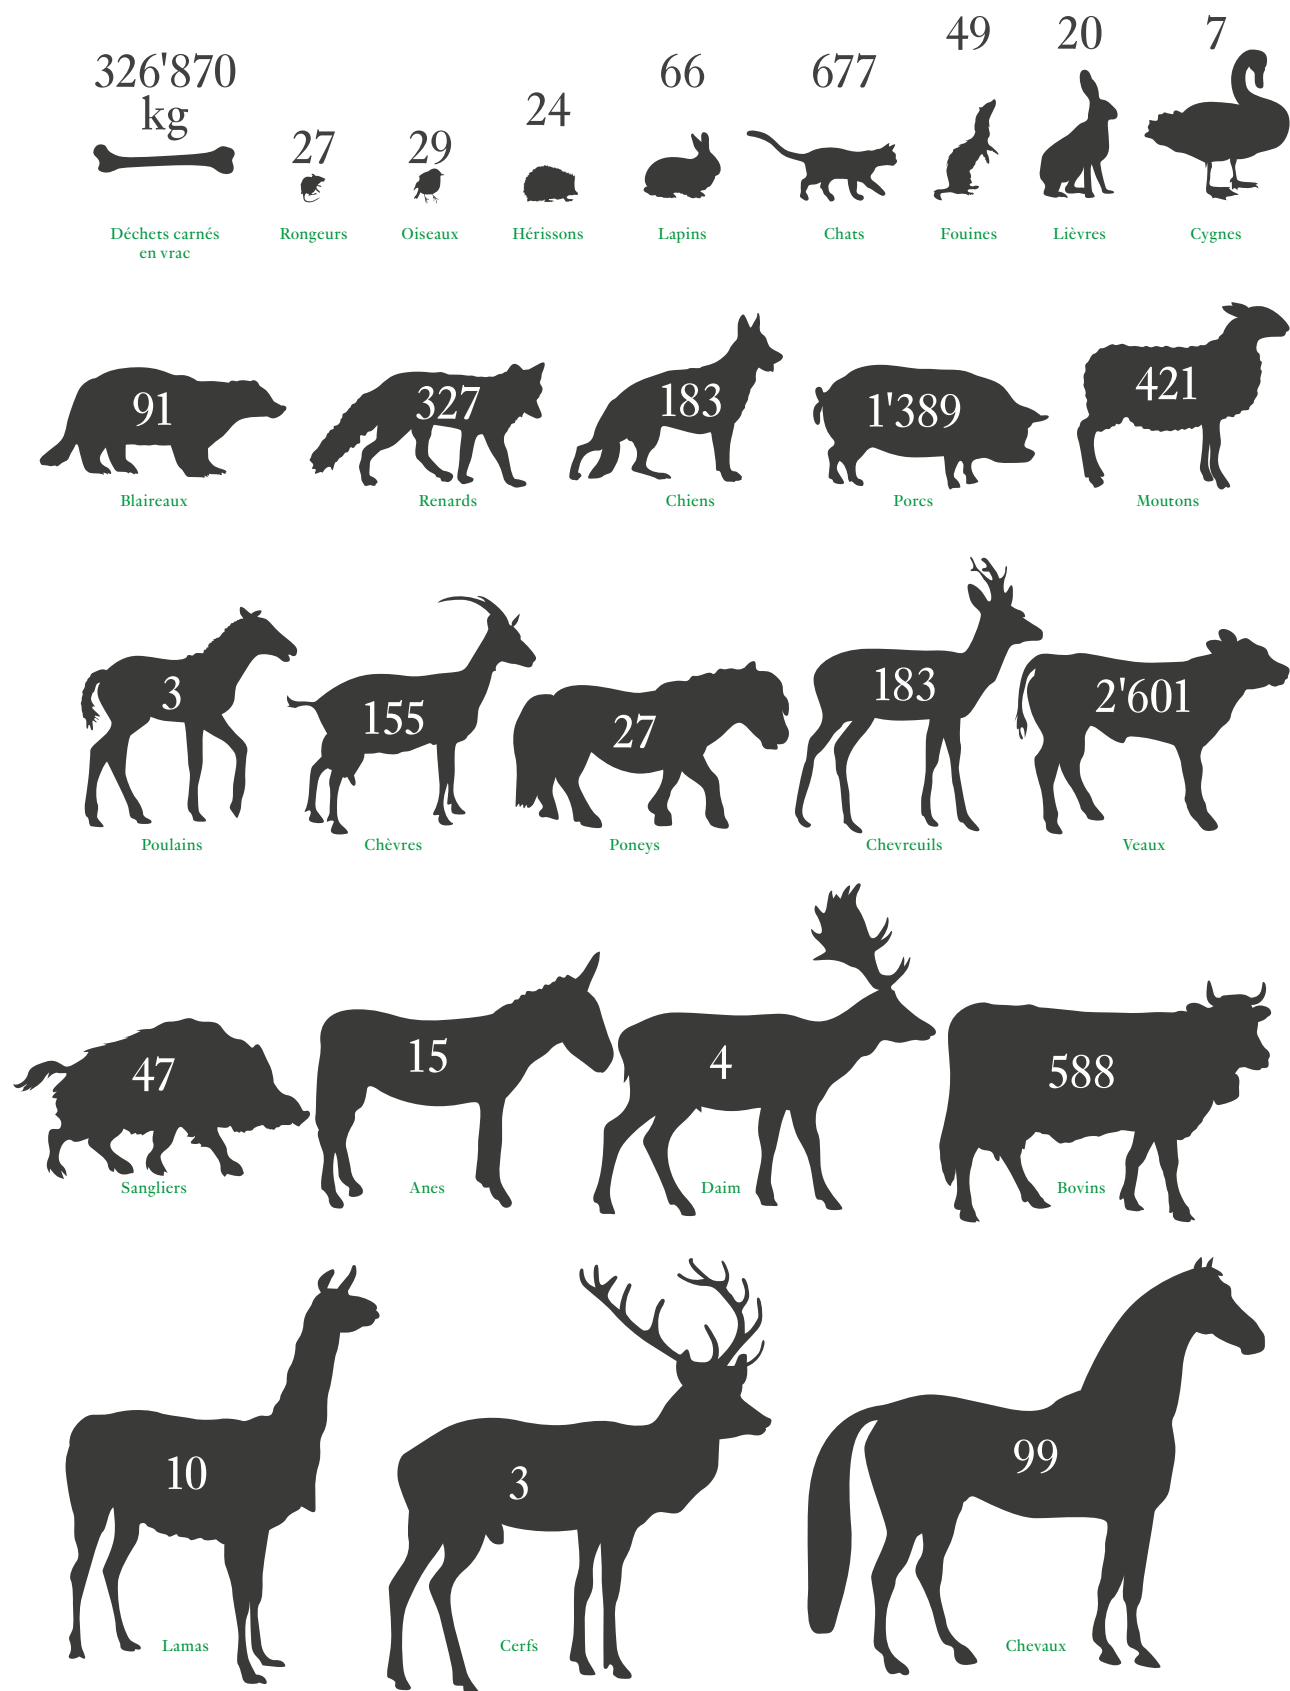 326'870
kg
27
29
24
66
677
49
20
7
Déchets carnés
en vrac
Rongeurs
Oiseaux
Hérissons
Lapins
Chats
Fouines
Lièvres
Cygnes
91
327
183
1'389
421
Blaireaux
Renards
Chiens
Porcs
Moutons
3
155
27
183
2'601
Poulains
Chèvres
Poneys
Chevreuils
Veaux
47
15
4
588
Sangliers
Anes
Daim
Bovins
10
3
99
Lamas
Cerfs
Chevaux